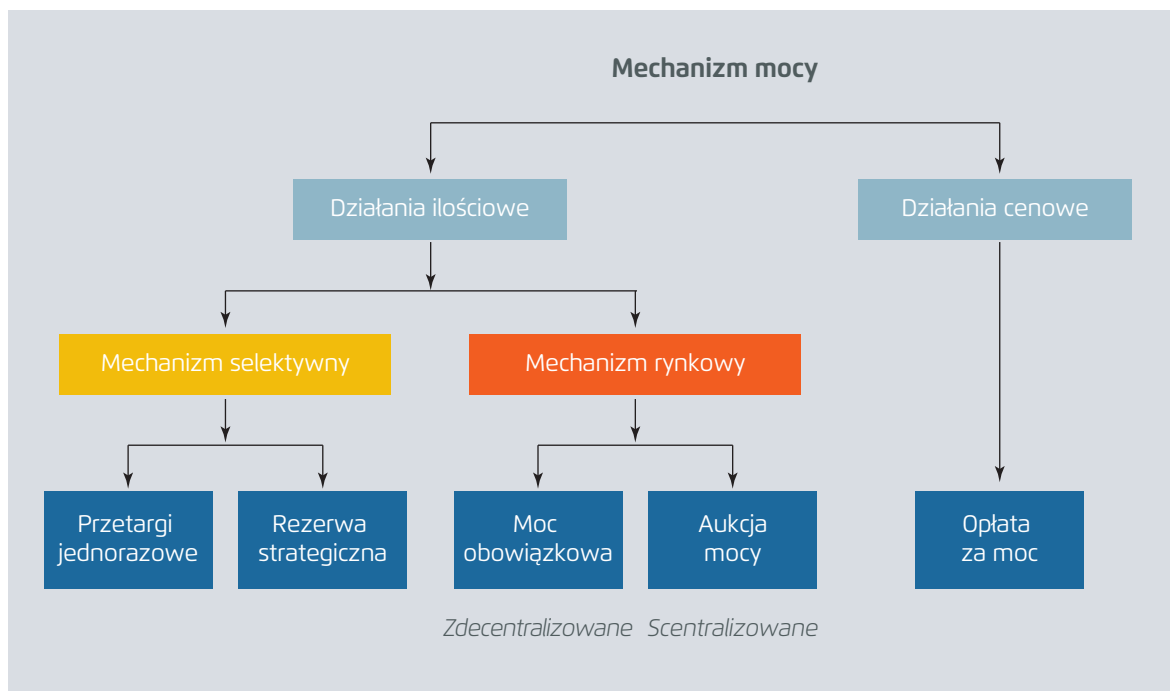 Mechanizm mocy
Działania ilościowe
Działania cenowe
Mechanizm selektywny
Mechanizm rynkowy
Przetargi
jednorazowe
Rezerwa
strategiczna
Moc
obowiązkowa
Aukcja
mocy
Opłata
za moc
Zdecentralizowane
Scentralizowane